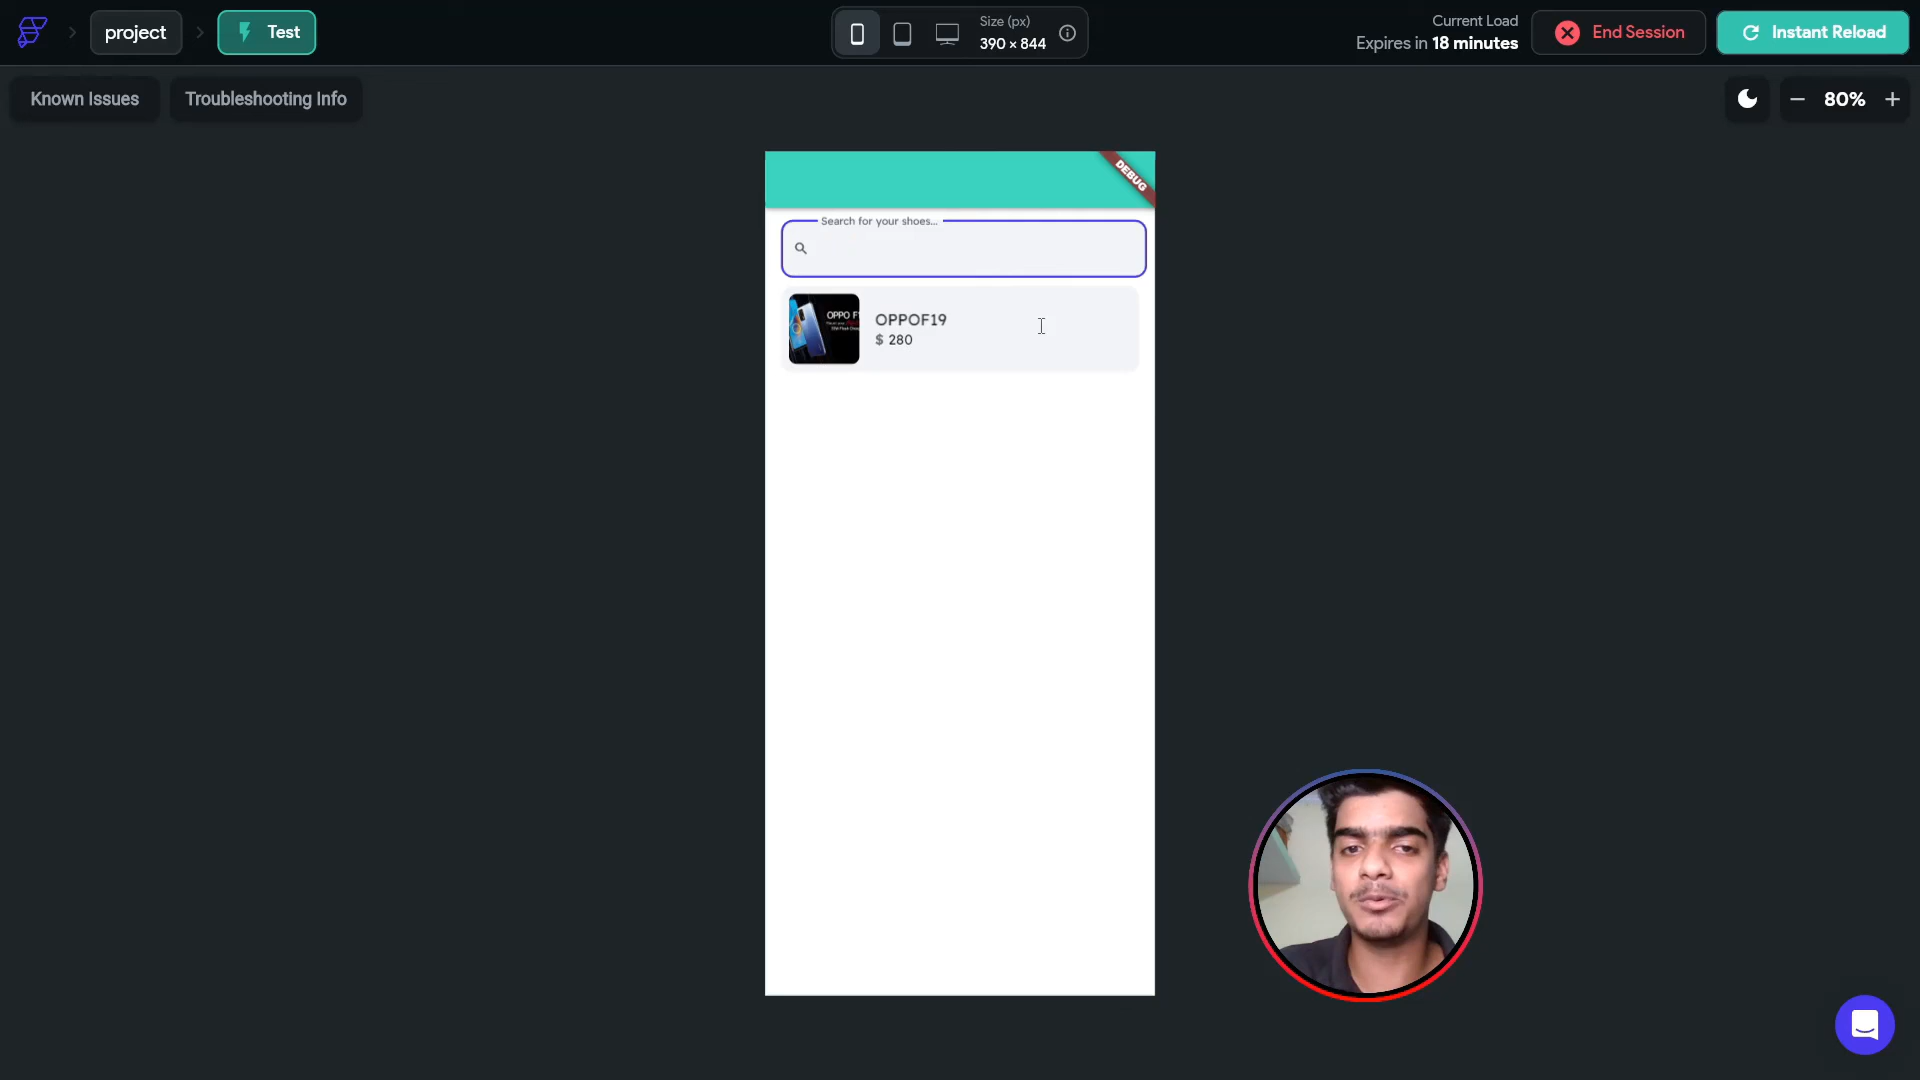 project
Test
Size (px)
390 × 844
Current Load
Expires in 18 minutes
End Session
Instant Reload
Known Issues
Troubleshooting Info
80%
DEBUG
Search for your shoes...
OPPO F
OPPOF19
$ 280